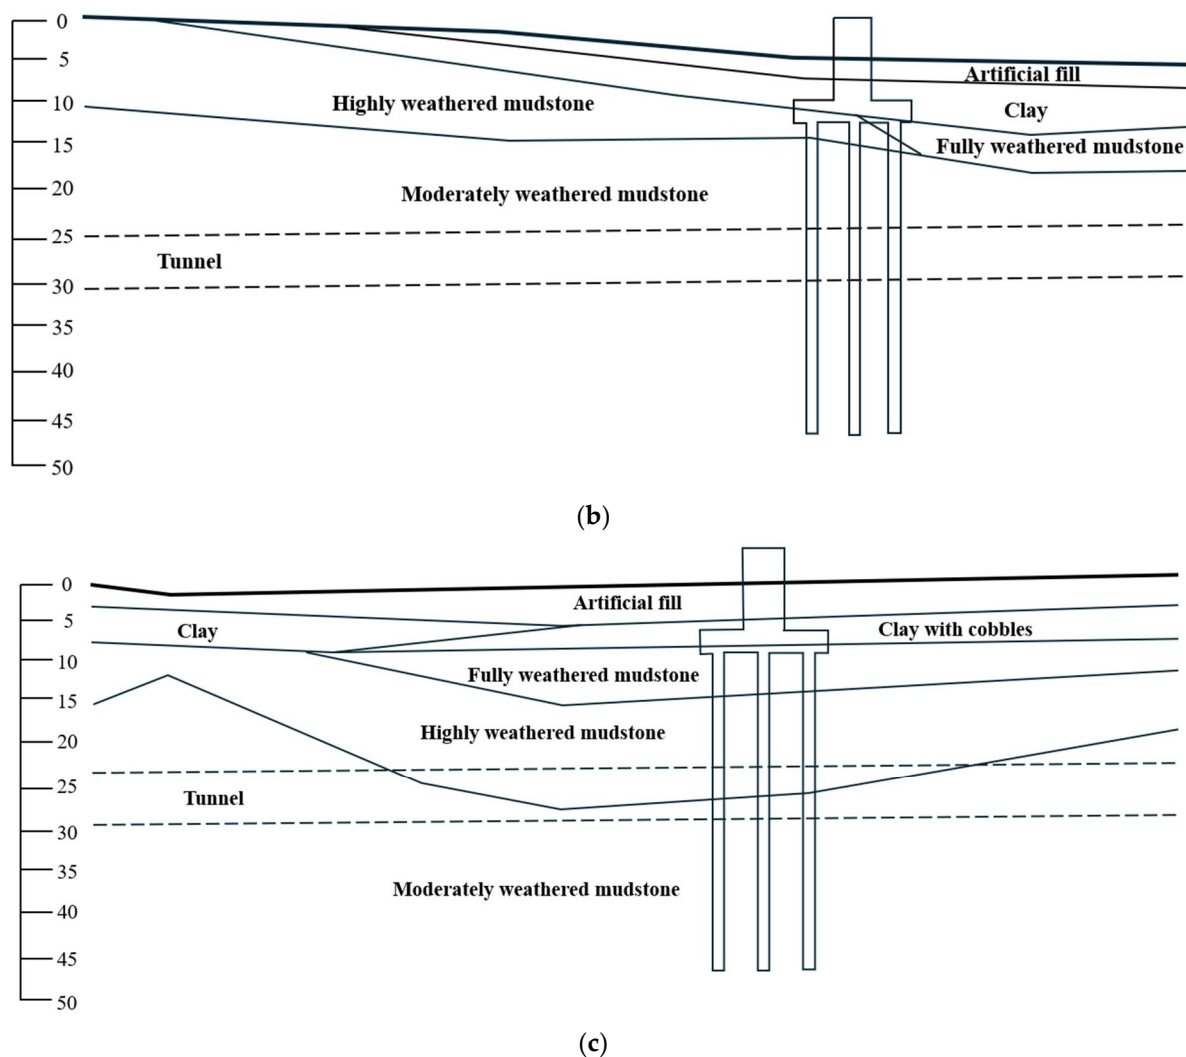 0
5
Artificial fill
10
Highly weathered mudstone
Clay
15
Fully weathered mudstone
20
Moderately weathered mudstone
25
Tunnel
30
35
40
45
50
(b)
0
Artificial fill
5
Clay
Clay with cobbles
10
Fully weathered mudstone
15
Highly weathered mudstone
20
25
Tunnel
30
35
Moderately weathered mudstone
40
45
50
(c)